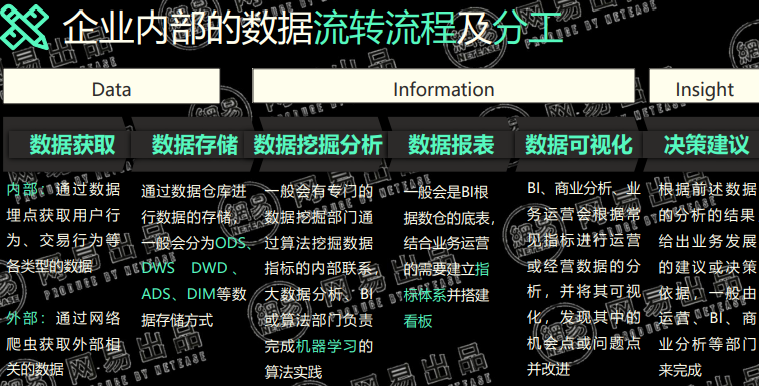 企业内部的数据流转流程及分工
Data
Information
Insight
数据获取
数据存储
数据挖掘分析
数据报表
数据可视化
决策建议
内部：通过数据
埋点获取用户行
为、交易行为等
各类型的数据
外部：通过网络
爬虫获取外部相
关的数据
通过数据仓库进
行数据的存储，
一般会分为ODS、
DWS DWD、
ADS、DIM等数
据存储方式
一般会有专门的
数据挖掘部门通
过算法挖掘数据
指标的内部联系
大数据分析、BI
或算法部门负责
完成机器学习的
算法实践
一般会是BI根
据数仓的底表，
结合业务运营
的需要建立指
标体系并搭建
看板
BI、商业分析、业
务运营会根据常
见指标进行运营
或经营数据的分
析，并将其可视
化，发现其中的
机会点或问题点
并改进
根据前述数据
的分析的结果
给出业务发展
的建议或决策
依据，一般由
运营、BI、商
业分析等部门
来完成
网易出品
PRODUCE BY NETEASE